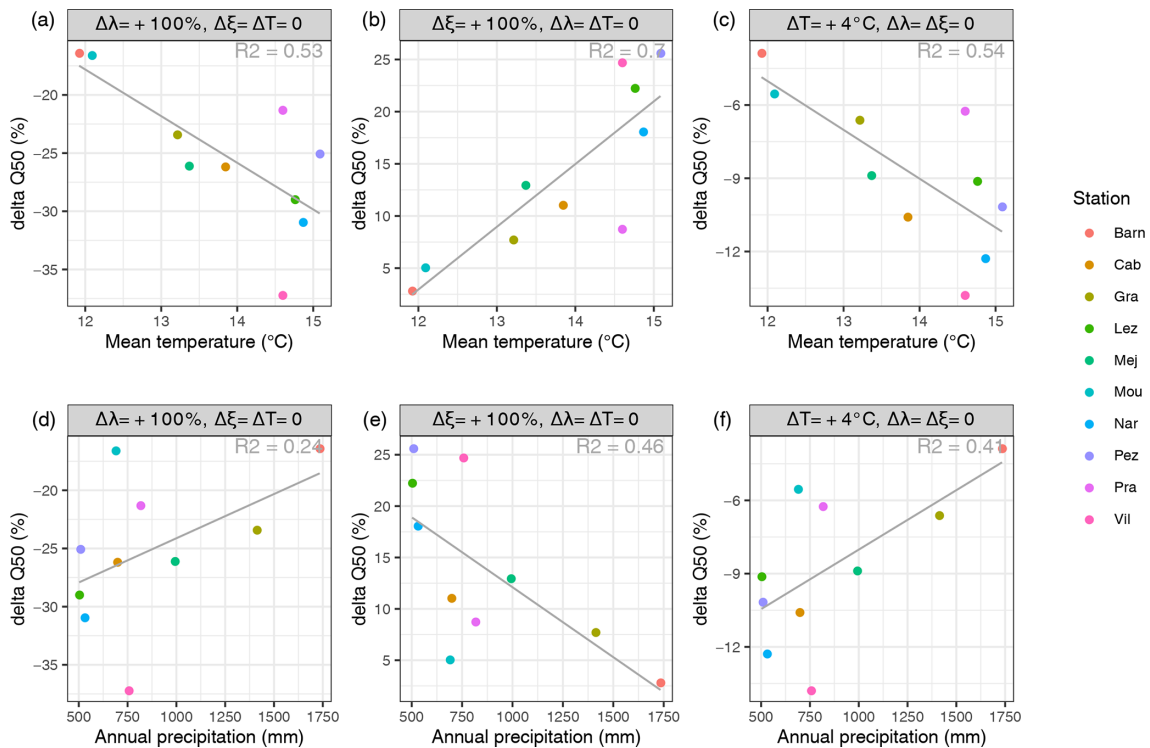 (a)
Δλ= + 100%, Δξ= ΔT= 0
R2 = 0.53
delta Q50 (%)
−20
−25
−30
−35
12
13
14
15
Mean temperature (°C)
(b)
Δξ= + 100%, Δλ= ΔT= 0
R2 = 0.7
delta Q50 (%)
25
20
15
10
5
12
13
14
15
Mean temperature (°C)
(c)
ΔT= + 4°C, Δλ= Δξ= 0
R2 = 0.54
delta Q50 (%)
−6
−9
−12
12
13
14
15
Mean temperature (°C)
(d)
Δλ= + 100%, Δξ= ΔT= 0
R2 = 0.24
delta Q50 (%)
−20
−25
−30
−35
500
750
1000
1250
1500
1750
Annual precipitation (mm)
(e)
Δξ= + 100%, Δλ= ΔT= 0
R2 = 0.46
delta Q50 (%)
25
20
15
10
5
500
750
1000
1250
1500
1750
Annual precipitation (mm)
(f)
ΔT= + 4°C, Δλ= Δξ= 0
R2 = 0.41
delta Q50 (%)
−6
−9
−12
500
750
1000
1250
1500
1750
Annual precipitation (mm)
Station
Barn
Cab
Gra
Lez
Mej
Mou
Nar
Pez
Pra
Vil